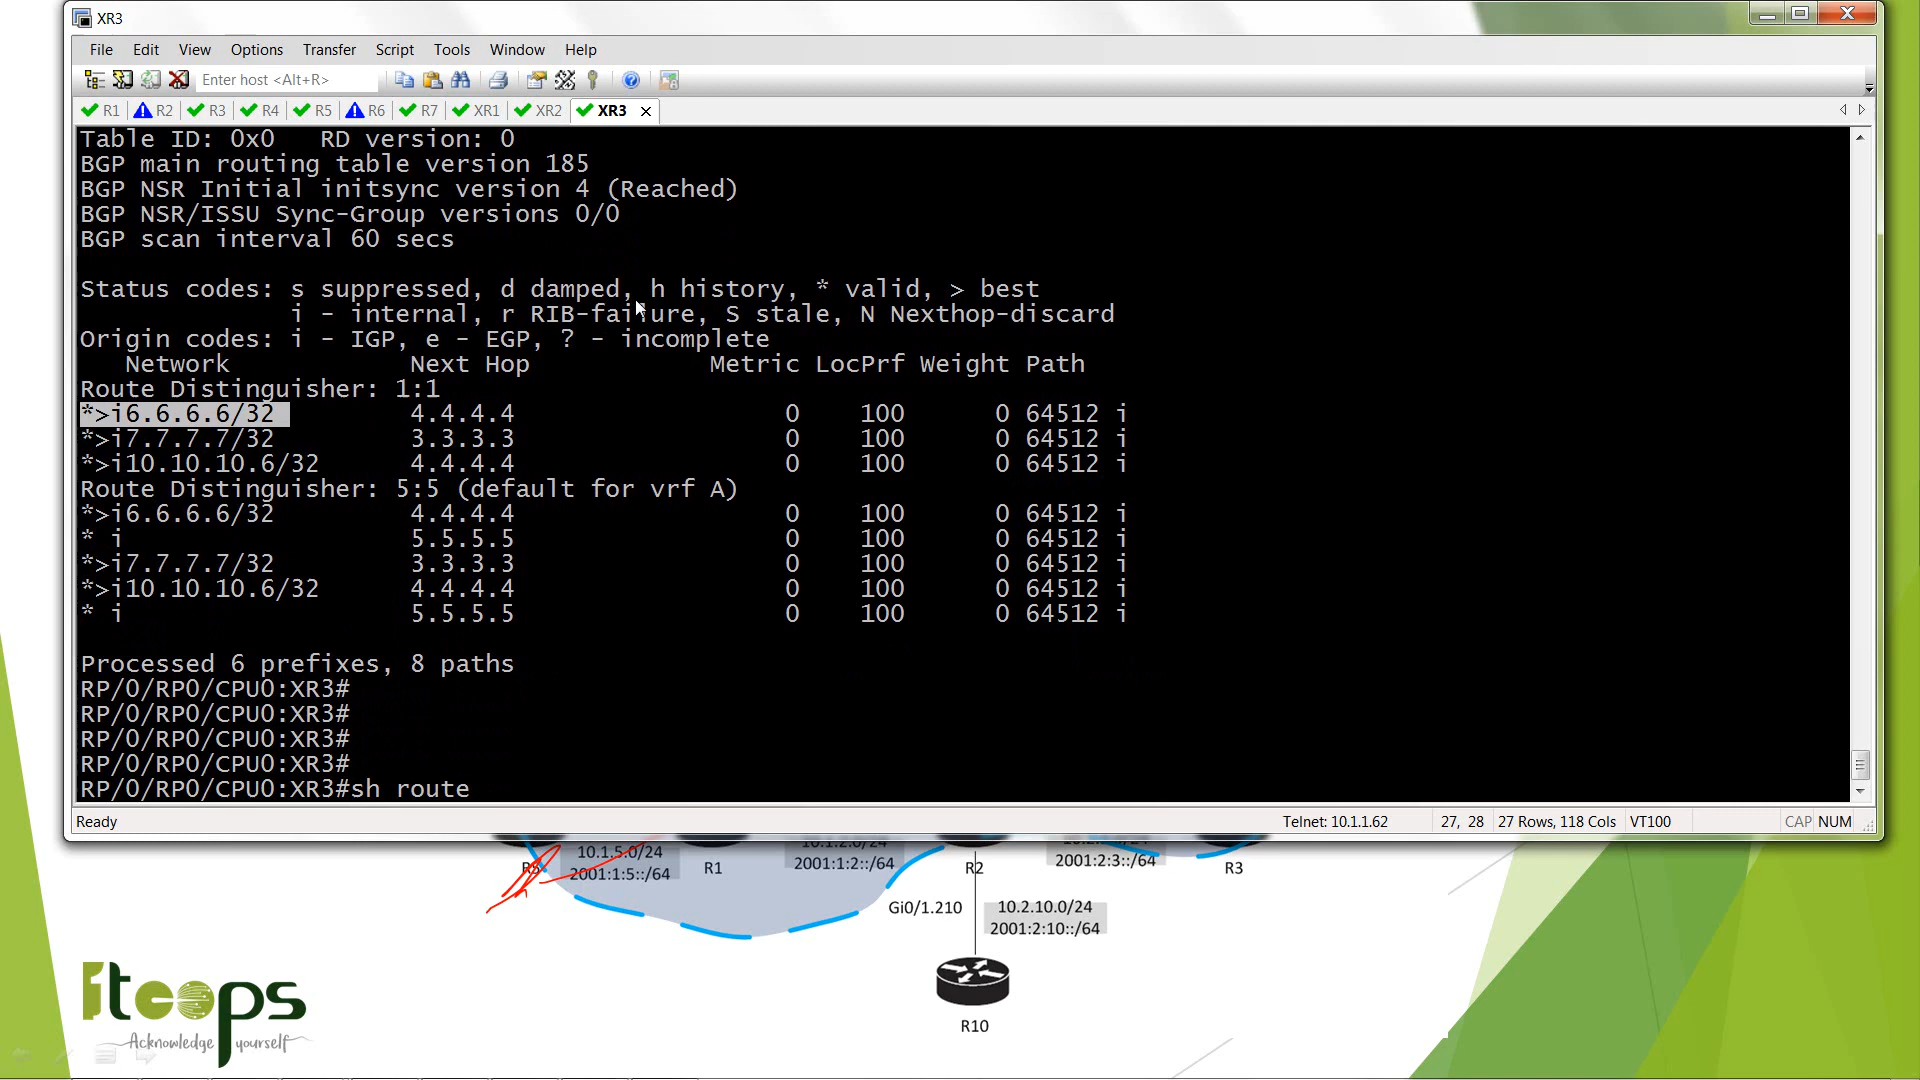 XR3
File Edit View Options Transfer Script Tools Window Help
Enter host <Alt+R>
R1 R2 R3 R4 R5 R6 R7 XR1 XR2 XR3
Table ID: 0x0   RD version: 0
BGP main routing table version 185
BGP NSR Initial initsync version 4 (Reached)
BGP NSR/ISSU Sync-Group versions 0/0
BGP scan interval 60 secs
Status codes: s suppressed, d damped, h history, * valid, > best
i - internal, r RIB-failure, S stale, N Nexthop-discard
Origin codes: i - IGP, e - EGP, ? - incomplete
Network Next Hop Metric LocPrf Weight Path
Route Distinguisher: 1:1
*>i6.6.6.6/32 4.4.4.4 0 100 0 64512 i
*>i7.7.7.7/32 3.3.3.3 0 100 0 64512 i
*>i10.10.10.6/32 4.4.4.4 0 100 0 64512 i
Route Distinguisher: 5:5 (default for vrf A)
*>i6.6.6.6/32 4.4.4.4 0 100 0 64512 i
* i 5.5.5.5 0 100 0 64512 i
*>i7.7.7.7/32 3.3.3.3 0 100 0 64512 i
*>i10.10.10.6/32 4.4.4.4 0 100 0 64512 i
* i 5.5.5.5 0 100 0 64512 i
Processed 6 prefixes, 8 paths
RP/0/RP0/CPU0:XR3#
RP/0/RP0/CPU0:XR3#
RP/0/RP0/CPU0:XR3#
RP/0/RP0/CPU0:XR3#
RP/0/RP0/CPU0:XR3#sh route
Ready Telnet: 10.1.1.62 27, 28 27 Rows, 118 Cols VT100 CAP NUM
10.1.5.0/24
2001:1:5::/64
R1
2001:1:2::/64
R2
2001:2:3::/64
R3
Gi0/1.210
10.2.10.0/24
2001:2:10::/64
R10
itoops
Acknowledge yourself